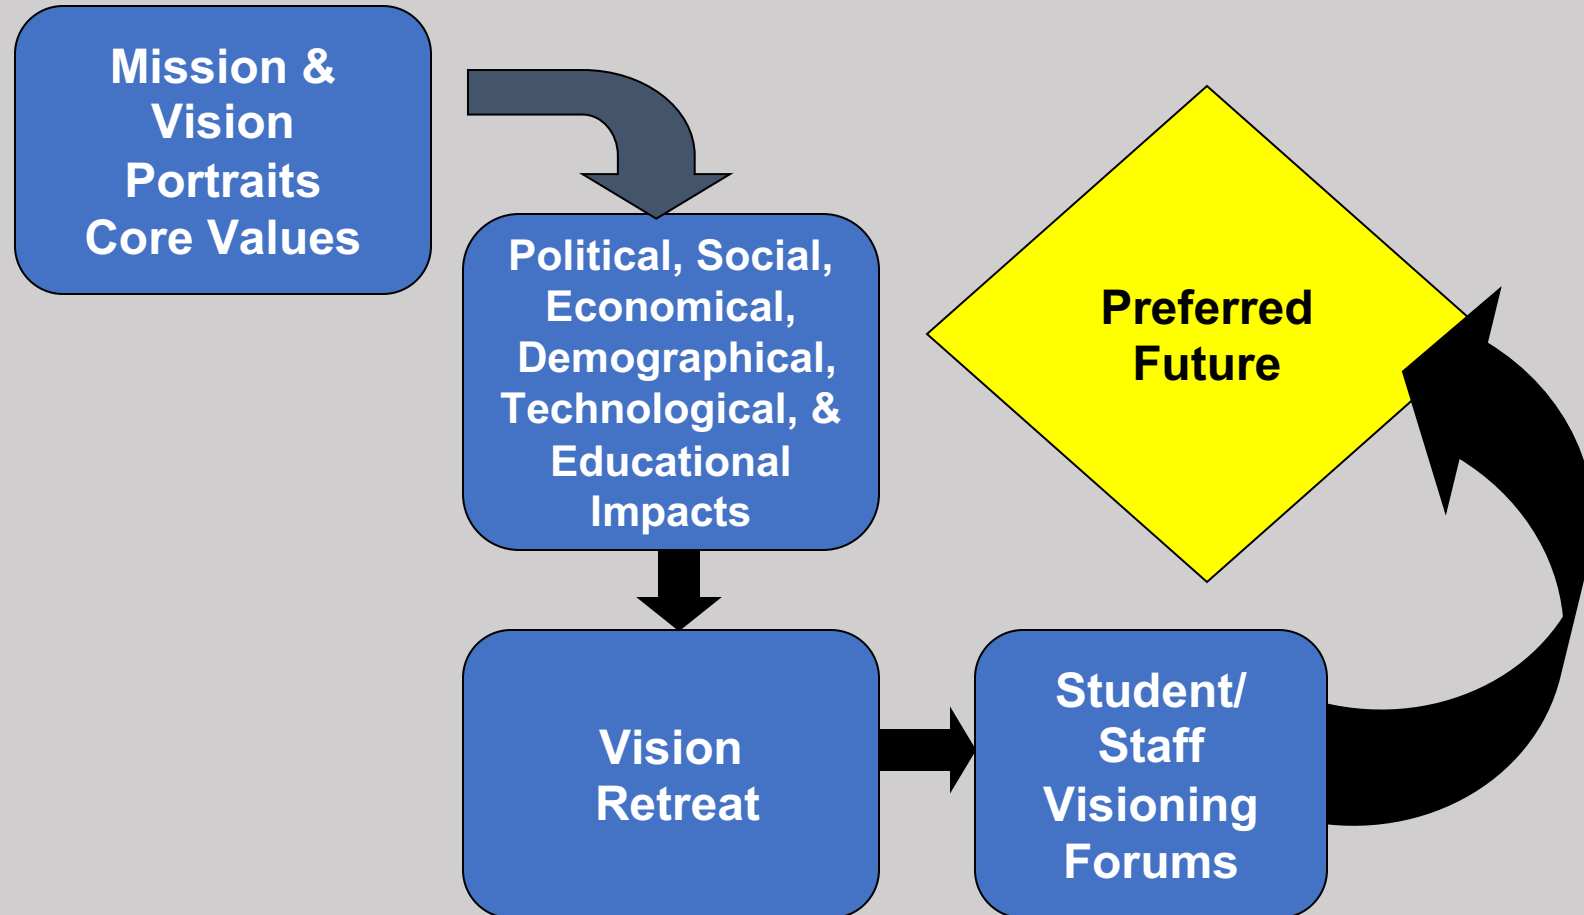 Mission &
Vision
Portraits
Core Values
Political, Social,
Economical,
Demographical,
Technological, &
Educational
Impacts
Vision
Retreat
Student/
Staff
Visioning
Forums
Preferred
Future